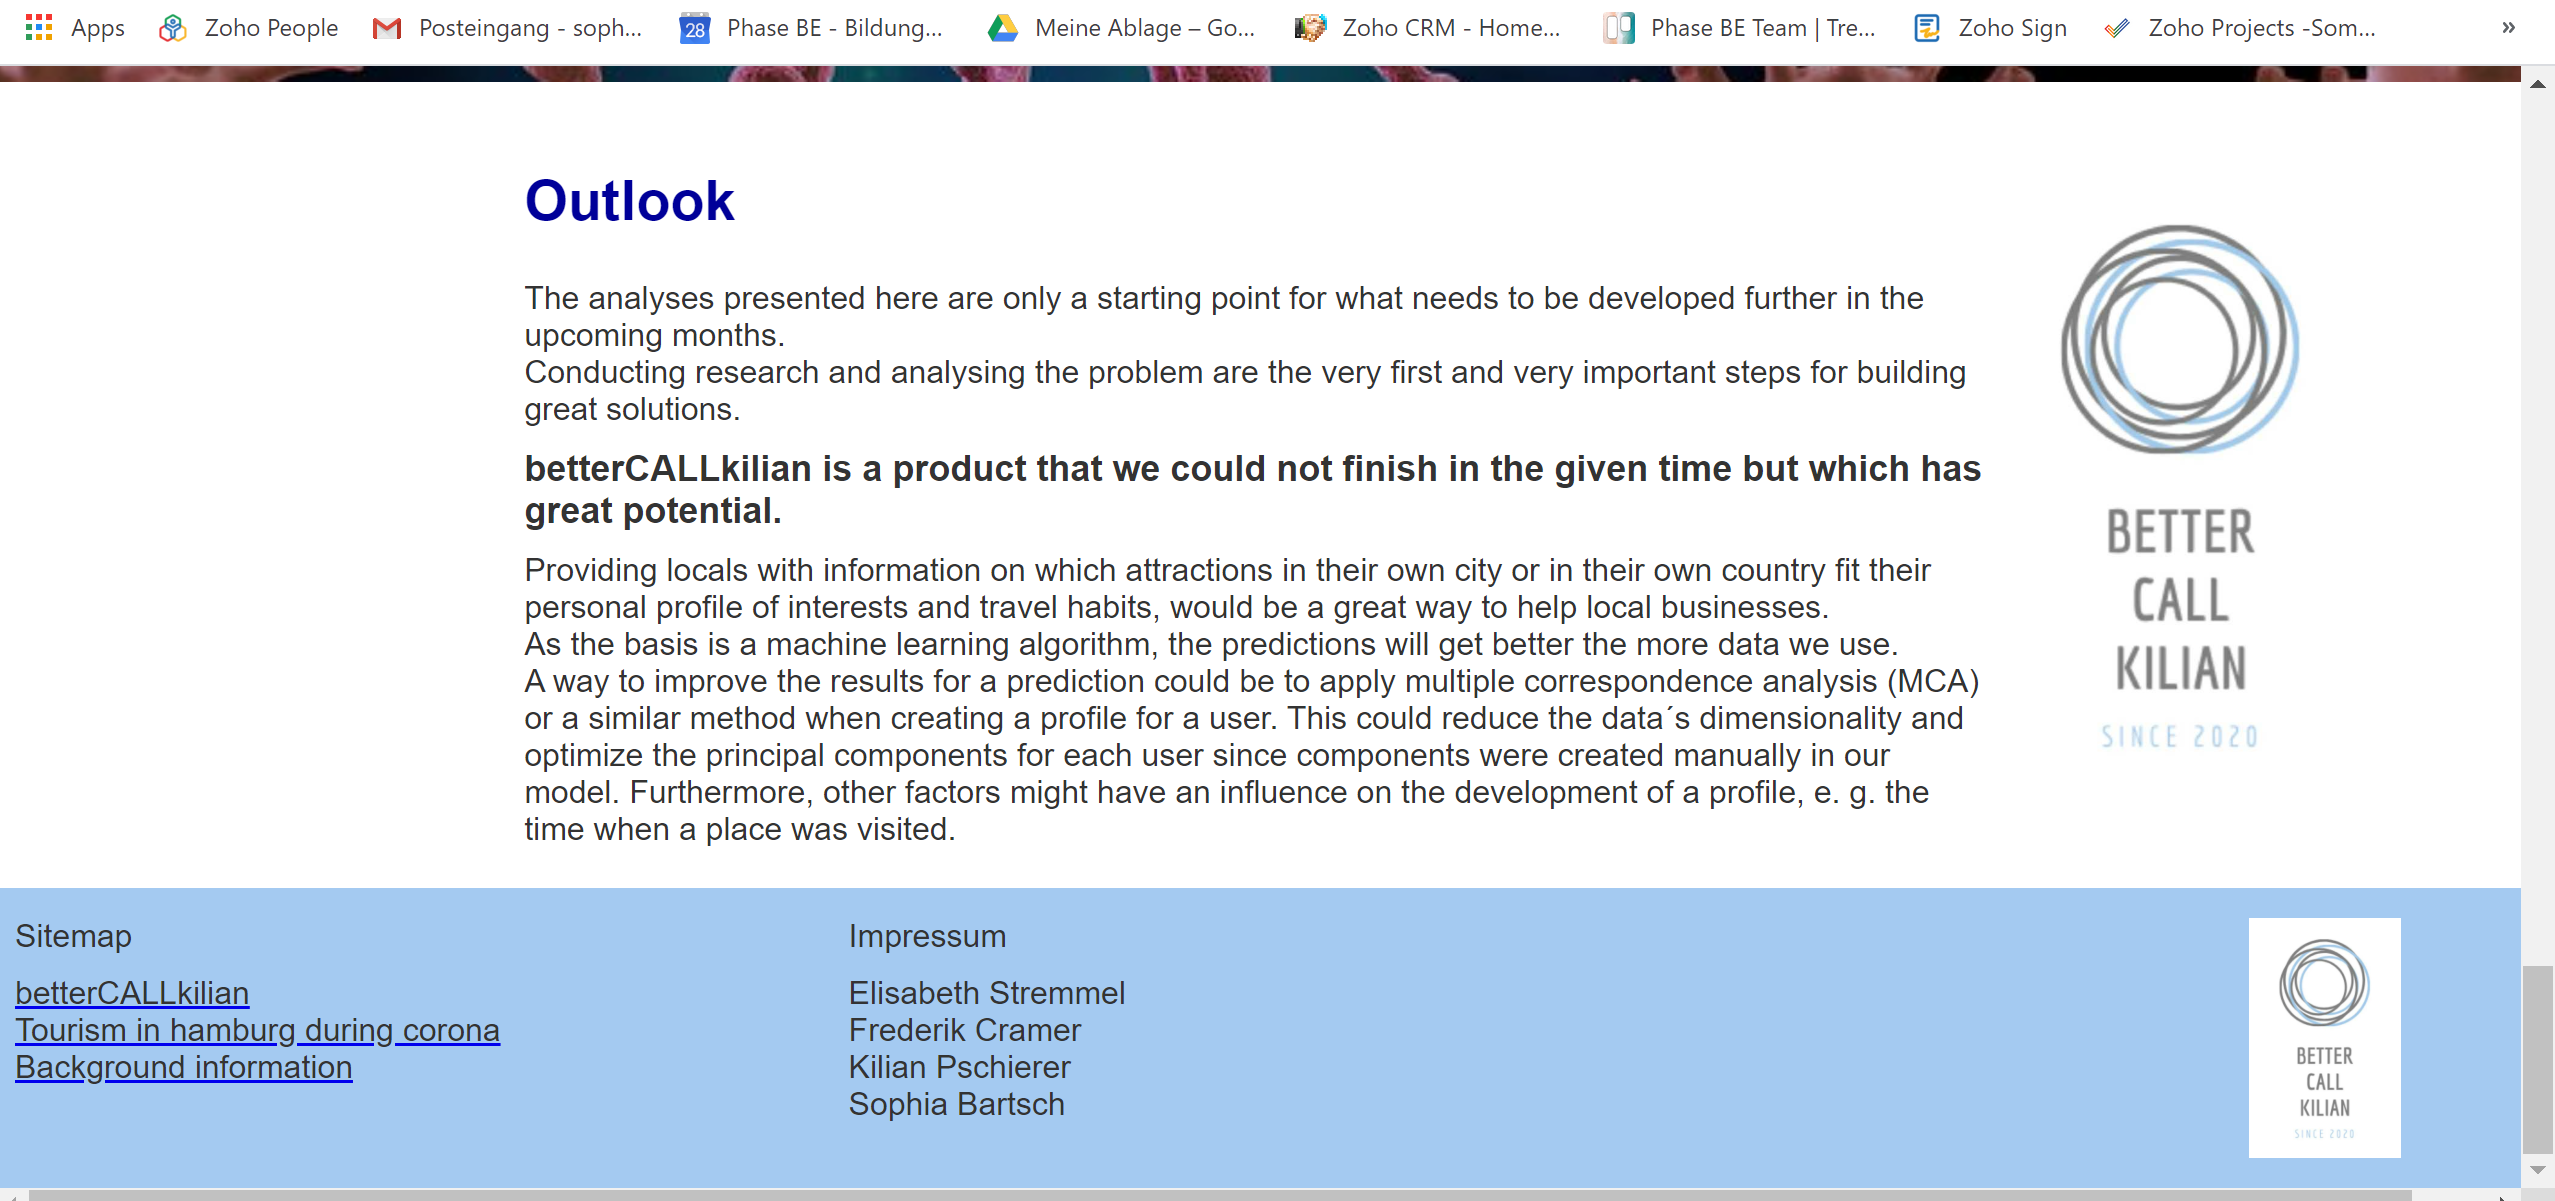 Apps Zoho People Posteingang - soph... 28 Phase BE - Bildung... Meine Ablage – Go... Zoho CRM - Home... Phase BE Team | Tre... Zoho Sign Zoho Projects -Som... »
Outlook
The analyses presented here are only a starting point for what needs to be developed further in the
upcoming months.
Conducting research and analysing the problem are the very first and very important steps for building
great solutions.
betterCALLkilian is a product that we could not finish in the given time but which has
great potential.
Providing locals with information on which attractions in their own city or in their own country fit their
personal profile of interests and travel habits, would be a great way to help local businesses.
As the basis is a machine learning algorithm, the predictions will get better the more data we use.
A way to improve the results for a prediction could be to apply multiple correspondence analysis (MCA)
or a similar method when creating a profile for a user. This could reduce the data´s dimensionality and
optimize the principal components for each user since components were created manually in our
model. Furthermore, other factors might have an influence on the development of a profile, e. g. the
time when a place was visited.
BETTER
CALL
KILIAN
SINCE 2020
Sitemap
betterCALLkilian
Tourism in hamburg during corona
Background information
Impressum
Elisabeth Stremmel
Frederik Cramer
Kilian Pschierer
Sophia Bartsch
BETTER
CALL
KILIAN
SINCE 2020